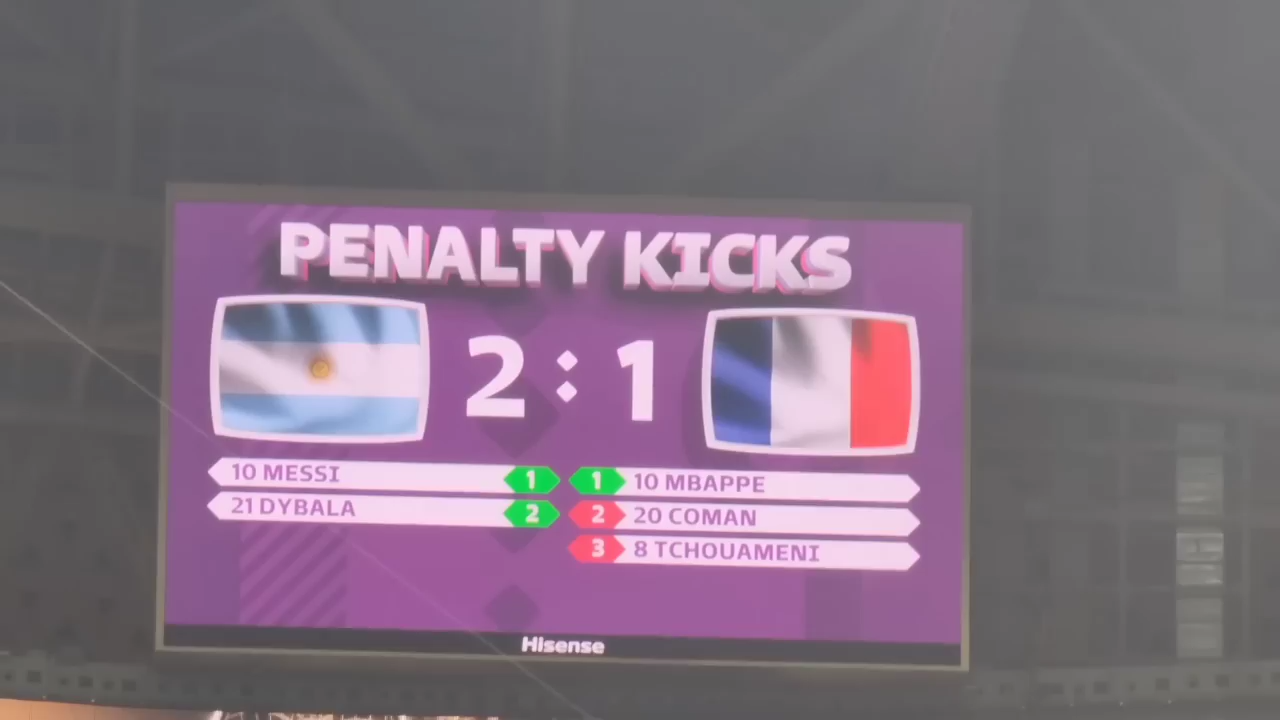 PENALTY KICKS
2 : 1
10 MESSI 1
1 10 MBAPPE
21 DYBALA 2
2 20 COMAN
3 8 TCHOUAMENI
Hisense